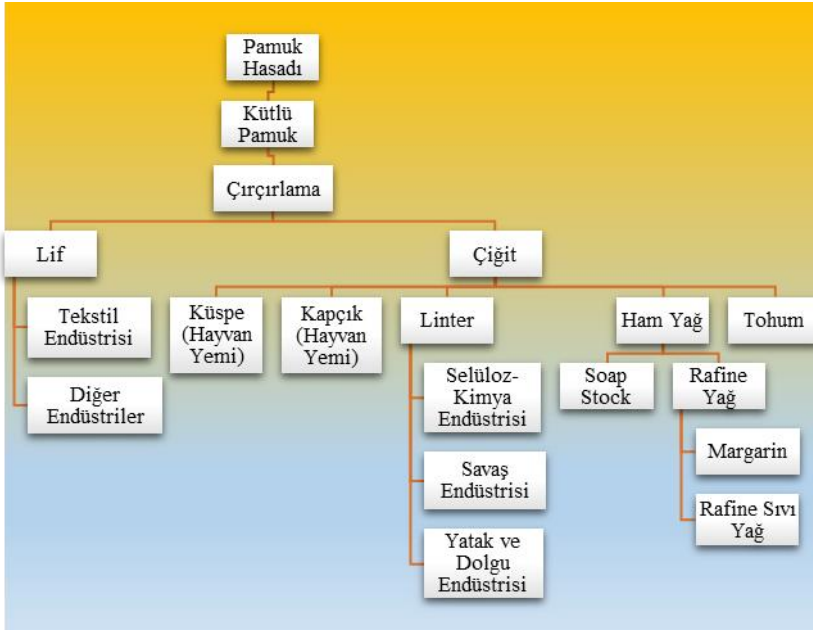 Pamuk
Hasadı
Kütlü
Pamuk
Çırçırlama
Lif
Çiğit
Tekstil
Endüstrisi
Diğer
Endüstriler
Küspe
(Hayvan
Yemi)
Kapçık
(Hayvan
Yemi)
Linter
Selüloz-
Kimya
Endüstrisi
Savaş
Endüstrisi
Yatak ve
Dolgu
Endüstrisi
Ham Yağ
Soap
Stock
Rafine
Yağ
Margarin
Rafine Sıvı
Yağ
Tohum